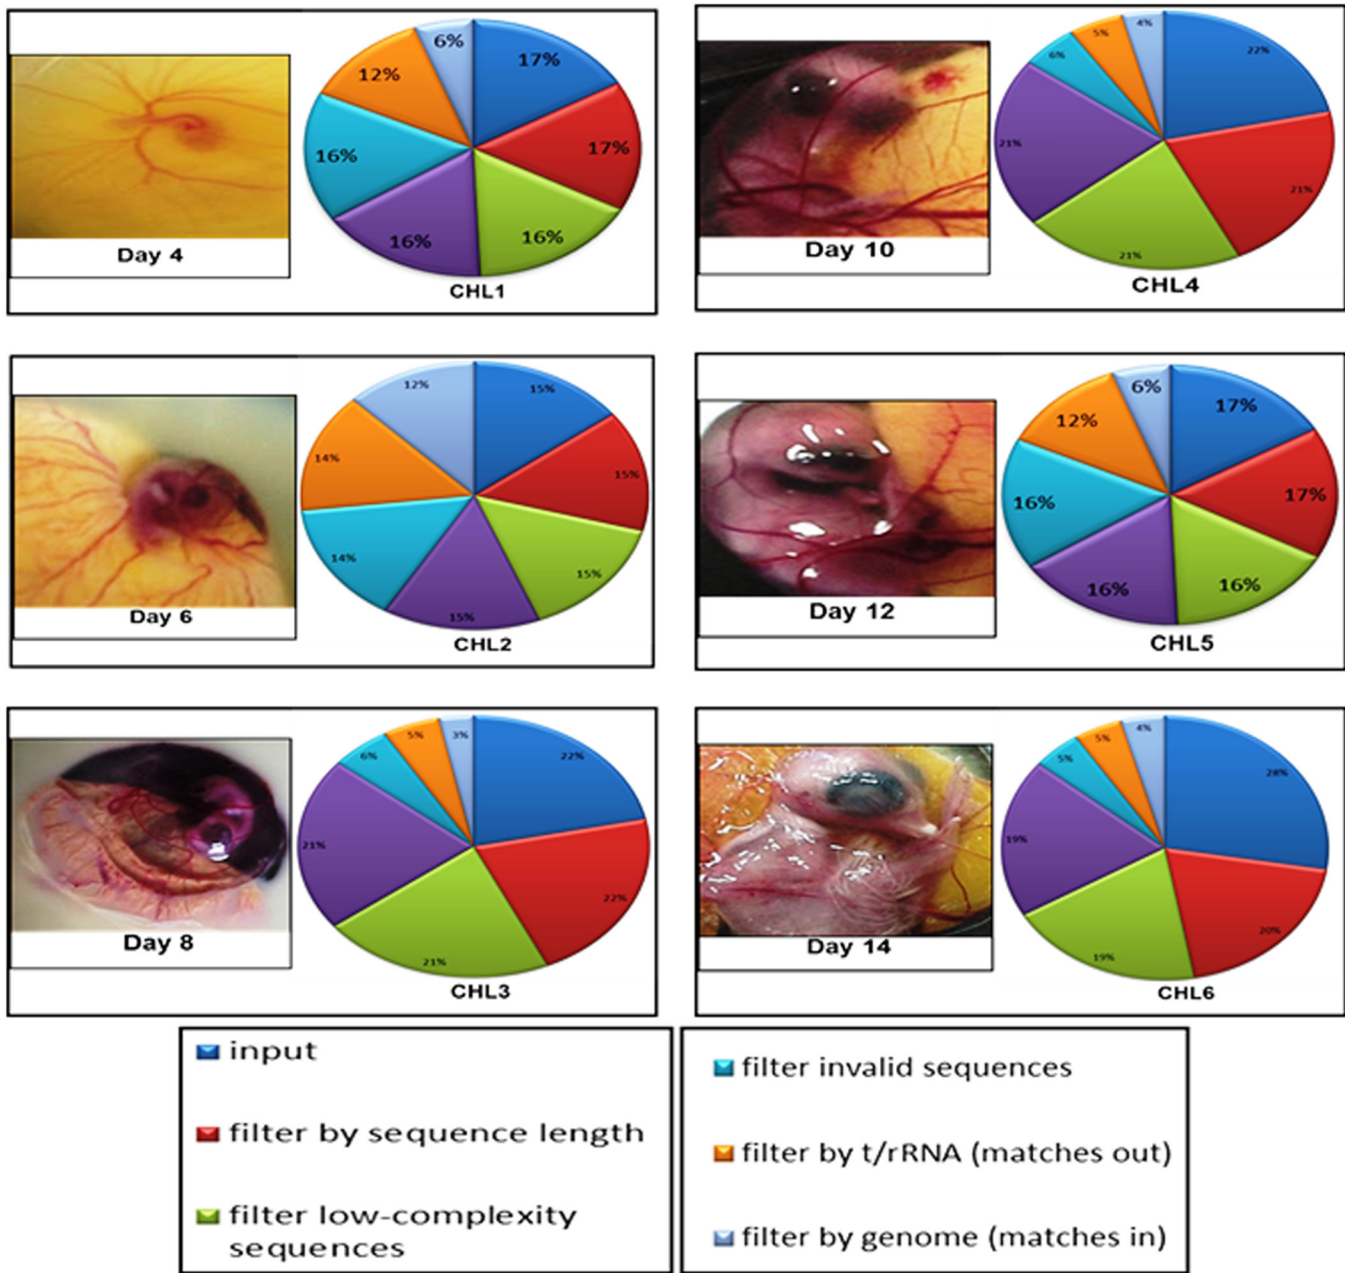 6%
17%
12%
17%
16%
16%
16%
Day 4
CHL1
4%
5%
22%
6%
21%
21%
21%
Day 10
CHL4
12%
15%
14%
15%
14%
15%
15%
Day 6
CHL2
6%
17%
12%
17%
16%
16%
16%
Day 12
CHL5
3%
5%
22%
6%
21%
22%
21%
Day 8
CHL3
4%
5%
28%
5%
19%
20%
19%
Day 14
CHL6
input
filter by sequence length
filter low-complexity
sequences
filter invalid sequences
filter by t/rRNA (matches out)
filter by genome (matches in)